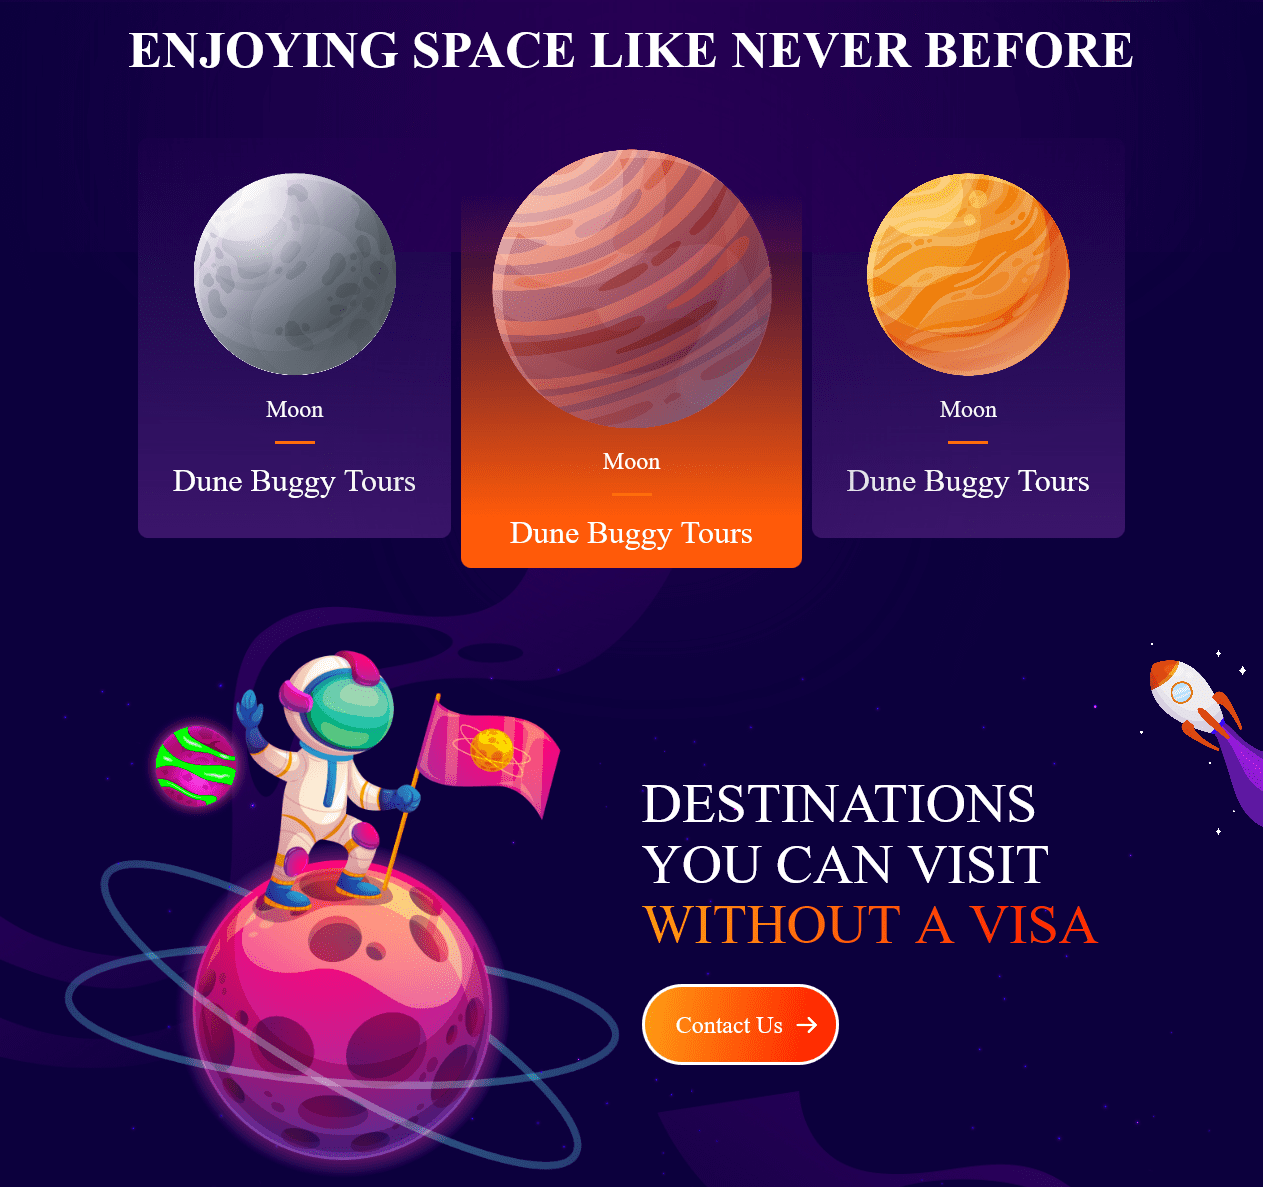 ENJOYING SPACE LIKE NEVER BEFORE
Moon
Dune Buggy Tours
Moon
Dune Buggy Tours
Moon
Dune Buggy Tours
DESTINATIONS
YOU CAN VISIT
WITHOUT A VISA
Contact Us